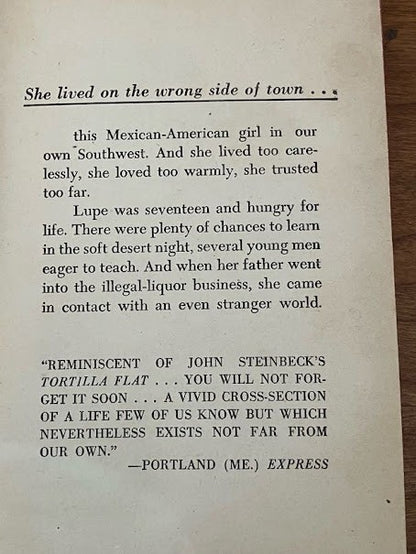 She lived on the wrong side of town . . .
this Mexican-American girl in our
own Southwest. And she lived too care-
lessly, she loved too warmly, she trusted
too far.
Lupe was seventeen and hungry for
life. There were plenty of chances to learn
in the soft desert night, several young men
eager to teach. And when her father went
into the illegal-liquor business, she came
in contact with an even stranger world.
"REMINISCENT OF JOHN STEINBECK'S
TORTILLA FLAT . . . YOU WILL NOT FOR-
GET IT SOON . . . A VIVID CROSS-SECTION
OF A LIFE FEW OF US KNOW BUT WHICH
NEVERTHELESS EXISTS NOT FAR FROM
OUR OWN."
—PORTLAND (ME.) EXPRESS